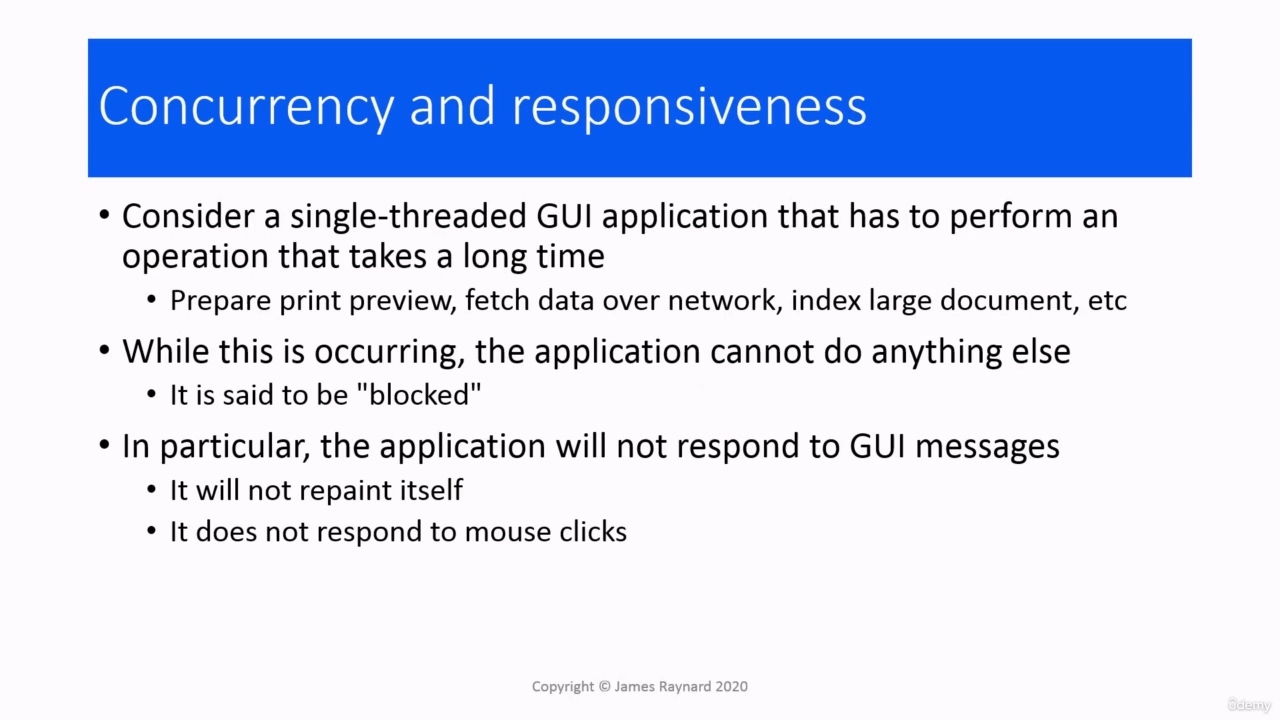 Concurrency and responsiveness
• Consider a single-threaded GUI application that has to perform an
operation that takes a long time
• Prepare print preview, fetch data over network, index large document, etc
• While this is occurring, the application cannot do anything else
• It is said to be "blocked"
• In particular, the application will not respond to GUI messages
• It will not repaint itself
• It does not respond to mouse clicks
Copyright © James Raynard 2020
ûdemy